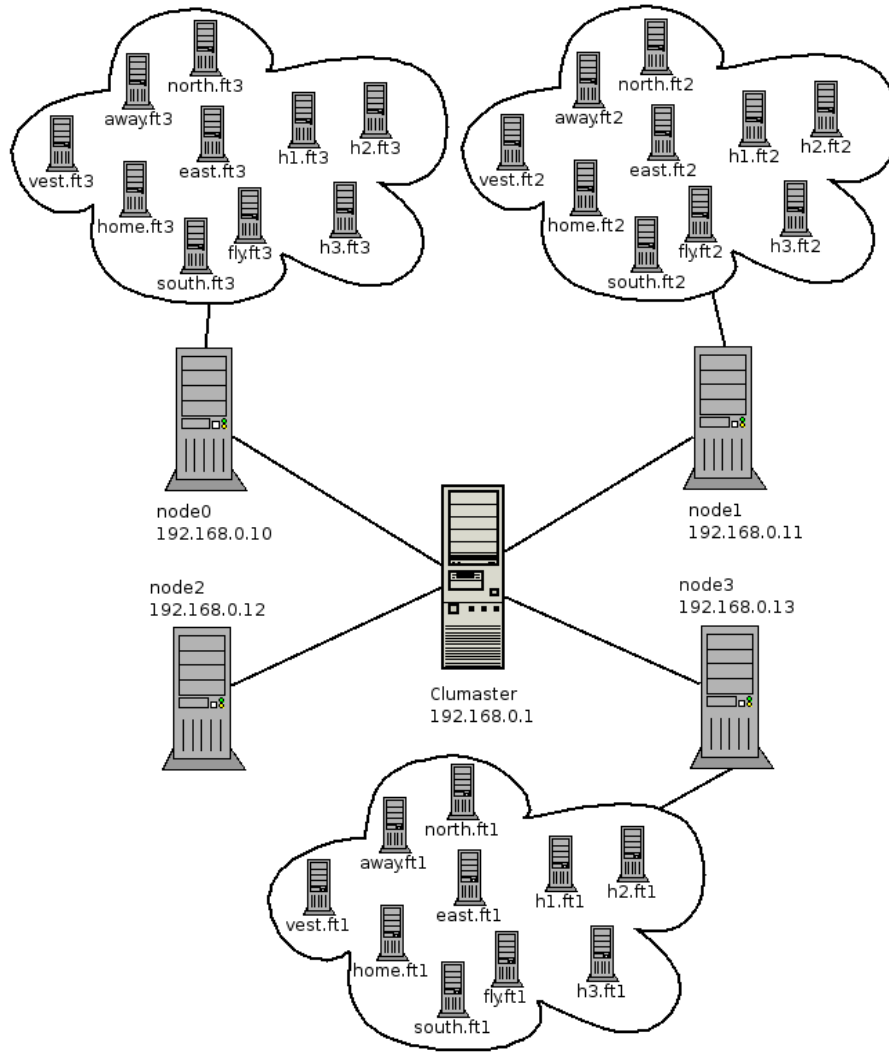 north.ft3
away.ft3
h1.ft3
h2.ft3
vest.ft3
east.ft3
home.ft3
fly.ft3
h3.ft3
south.ft3
north.ft2
away.ft2
h1.ft2
h2.ft2
vest.ft2
east.ft2
home.ft2
fly.ft2
h3.ft2
south.ft2
node0
192.168.0.10
node1
192.168.0.11
node2
192.168.0.12
node3
192.168.0.13
Clumaster
192.168.0.1
north.ft1
away.ft1
h1.ft1
h2.ft1
vest.ft1
east.ft1
home.ft1
fly.ft1
h3.ft1
south.ft1